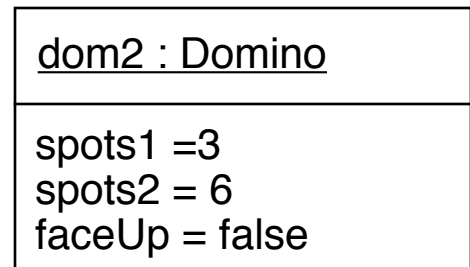 dom2 : Domino
spots1 =3
spots2 = 6
faceUp = false